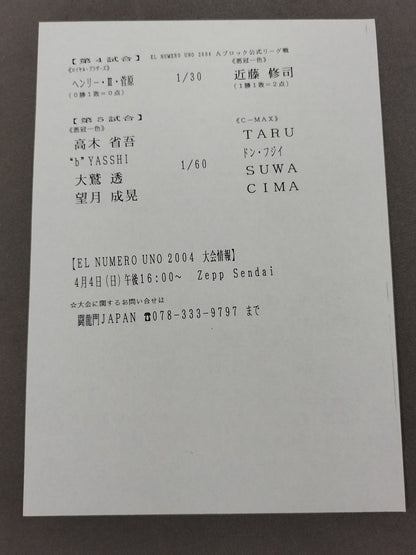 【第4試合】 EL NUMERO UNO 2004 Aブロック公式リーグ戦
《ロイヤル・ブラザーズ》 《悪冠一色》
ヘンリー・Ⅲ・菅原 1/30 近藤 修司
(0勝1敗=0点) (1勝1敗=2点)
【第5試合】
《悪冠一色》 《C-MAX》
高木 省吾 TARU
"b"YASSHI ドン・フジイ
大鷲 透 1/60 SUWA
望月 成晃 CIMA
【EL NUMERO UNO 2004 大会情報】
4月4日(日)午後16:00～ Zepp Sendai
☆大会に関するお問い合せは
闘龍門JAPAN ☎078-333-9797 まで